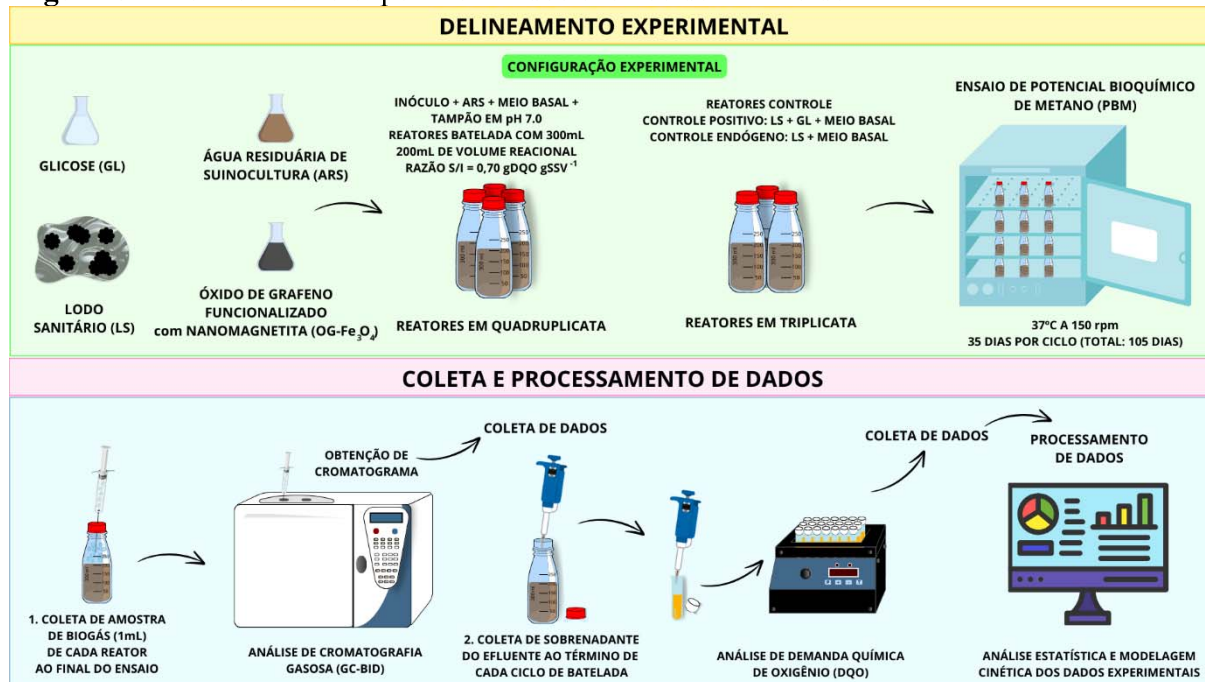 DELINEAMENTO EXPERIMENTAL
CONFIGURAÇÃO EXPERIMENTAL
GLICOSE (GL)
ÁGUA RESIDUÁRIA DE
SUINOCULTURA (ARS)
LODO
SANITÁRIO (LS)
ÓXIDO DE GRAFENO
FUNCIONALIZADO
com NANOMAGNETITA (OG-Fe₃O₄)
INÓCULO + ARS + MEIO BASAL +
TAMPÃO EM pH 7.0
REATORES BATELADA COM 300mL
200mL DE VOLUME REACIONAL
RAZÃO S/I = 0,70 gDQO gSSV⁻¹
REATORES EM QUADRUPLICATA
REATORES CONTROLE
CONTROLE POSITIVO: LS + GL + MEIO BASAL
CONTROLE ENDÓGENO: LS + MEIO BASAL
REATORES EM TRIPLICATA
ENSAIO DE POTENCIAL BIOQUÍMICO
DE METANO (PBM)
37ºC A 150 rpm
35 DIAS POR CICLO (TOTAL: 105 DIAS)
COLETA E PROCESSAMENTO DE DADOS
1. COLETA DE AMOSTRA
DE BIOGÁS (1mL)
DE CADA REATOR
AO FINAL DO ENSAIO
OBTENÇÃO DE
CROMATOGRAMA
ANÁLISE DE CROMATOGRAFIA
GASOSA (GC-BID)
COLETA DE DADOS
2. COLETA DE SOBRENADANTE
DO EFLUENTE AO TÉRMINO DE
CADA CICLO DE BATELADA
ANÁLISE DE DEMANDA QUÍMICA
DE OXIGÊNIO (DQO)
COLETA DE DADOS
PROCESSAMENTO
DE DADOS
ANÁLISE ESTATÍSTICA E MODELAGEM
CINÉTICA DOS DADOS EXPERIMENTAIS